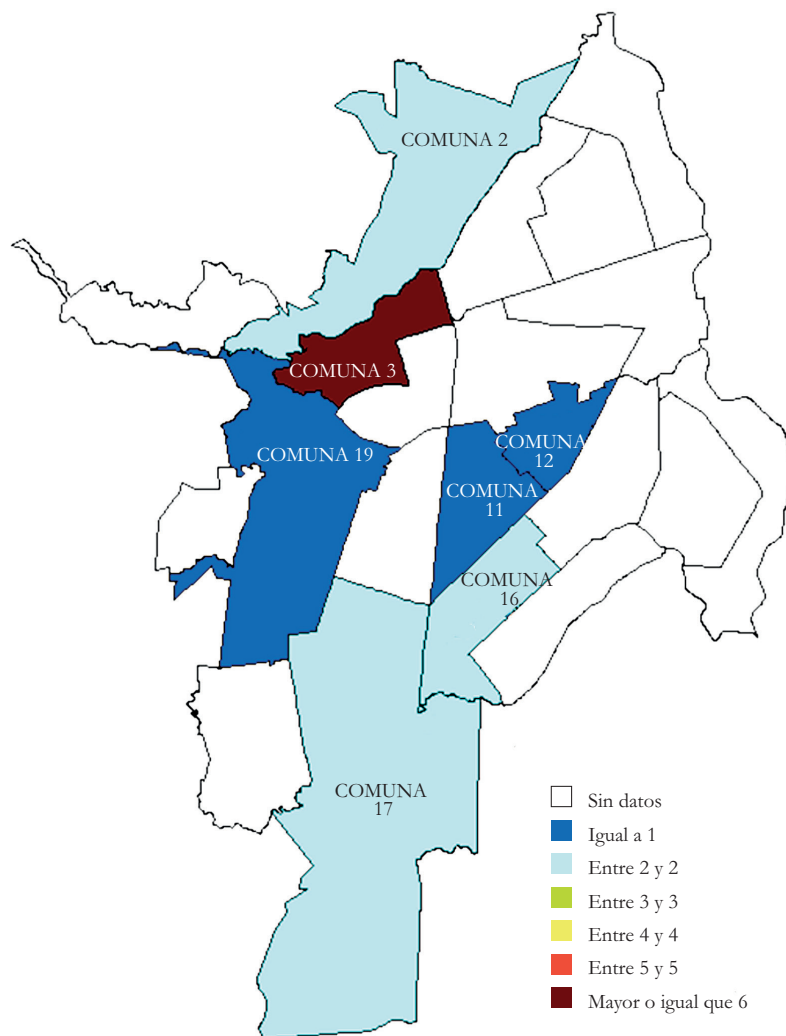 COMUNA 2
COMUNA 3
COMUNA 19
COMUNA
12
COMUNA
11
COMUNA
16
COMUNA
17
Sin datos
Igual a 1
Entre 2 y 2
Entre 3 y 3
Entre 4 y 4
Entre 5 y 5
Mayor o igual que 6